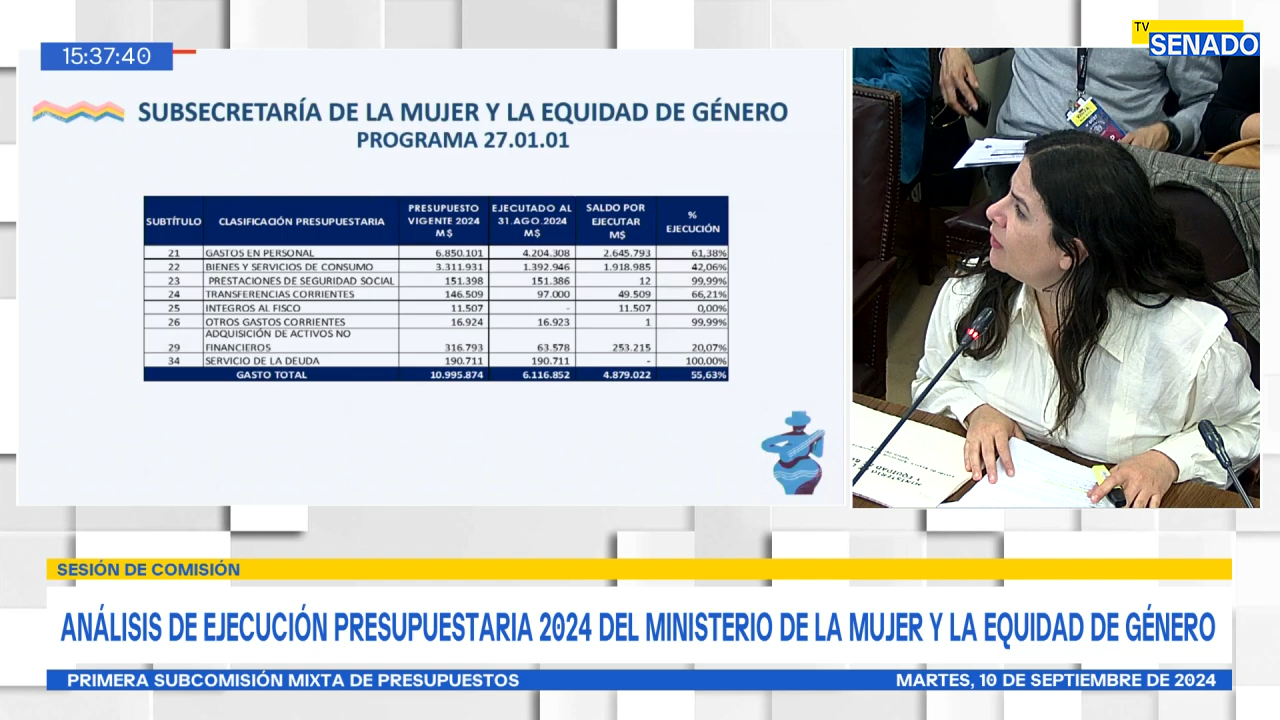 TV
SENADO
15:37:40
SUBSECRETARÍA DE LA MUJER Y LA EQUIDAD DE GÉNERO
PROGRAMA 27.01.01
SUBTÍTULO CLASIFICACIÓN PRESUPUESTARIA PRESUPUESTO VIGENTE 2024 M$ EJECUTADO AL 31.AGO.2024 M$ SALDO POR EJECUTAR M$ % EJECUCIÓN
21 GASTOS EN PERSONAL 6.850.101 4.204.308 2.645.793 61,38%
22 BIENES Y SERVICIOS DE CONSUMO 3.311.931 1.392.946 1.918.985 42,06%
23 PRESTACIONES DE SEGURIDAD SOCIAL 151.398 151.386 12 99,99%
24 TRANSFERENCIAS CORRIENTES 146.509 97.000 49.509 66,21%
25 INTEGROS AL FISCO 11.507 - 11.507 0,00%
26 OTROS GASTOS CORRIENTES 16.924 16.923 1 99,99%
29 ADQUISICIÓN DE ACTIVOS NO FINANCIEROS 316.793 63.578 253.215 20,07%
34 SERVICIO DE LA DEUDA 190.711 190.711 - 100,00%
GASTO TOTAL 10.995.874 6.116.852 4.879.022 55,63%
SESIÓN DE COMISIÓN
ANÁLISIS DE EJECUCIÓN PRESUPUESTARIA 2024 DEL MINISTERIO DE LA MUJER Y LA EQUIDAD DE GÉNERO
PRIMERA SUBCOMISIÓN MIXTA DE PRESUPUESTOS
MARTES, 10 DE SEPTIEMBRE DE 2024